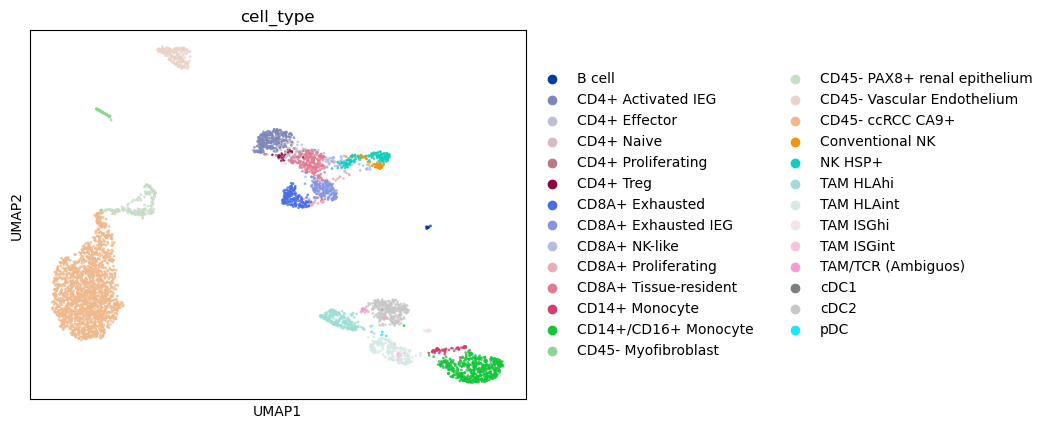 cell_type
UMAP2
UMAP1
B cell
CD4+ Activated IEG
CD4+ Effector
CD4+ Naive
CD4+ Proliferating
CD4+ Treg
CD8A+ Exhausted
CD8A+ Exhausted IEG
CD8A+ NK-like
CD8A+ Proliferating
CD8A+ Tissue-resident
CD14+ Monocyte
CD14+/CD16+ Monocyte
CD45- Myofibroblast
CD45- PAX8+ renal epithelium
CD45- Vascular Endothelium
CD45- ccRCC CA9+
Conventional NK
NK HSP+
TAM HLAhi
TAM HLAint
TAM ISGhi
TAM ISGint
TAM/TCR (Ambiguos)
cDC1
cDC2
pDC